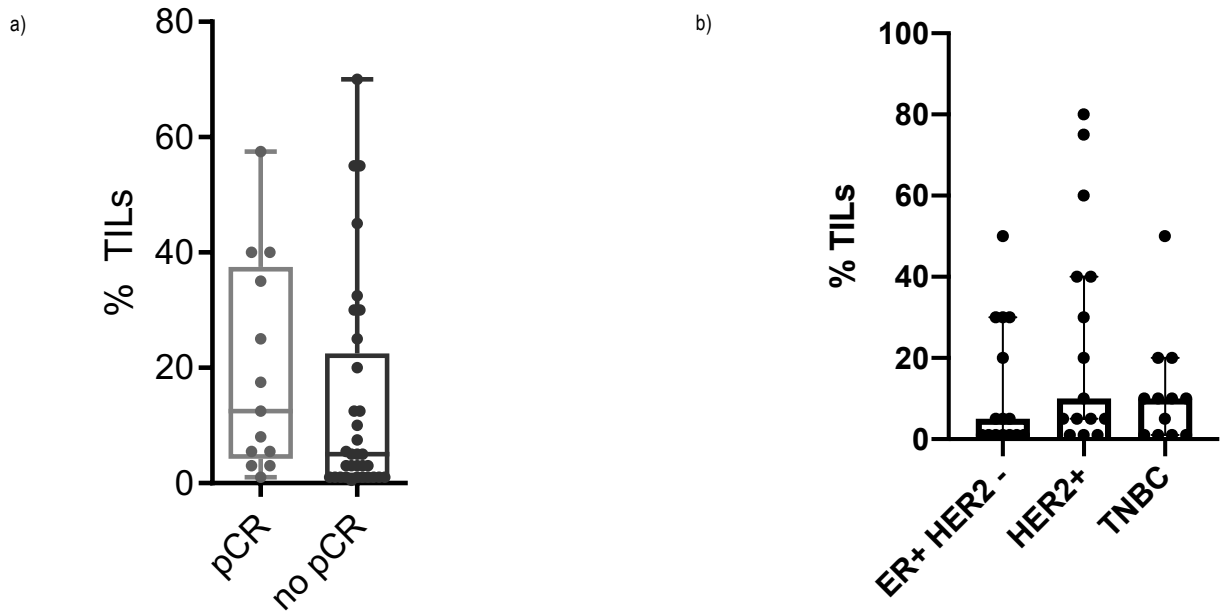 a)
% TILs
80
60
40
20
0
pCR
no pCR
b)
% TILs
100
80
60
40
20
0
ER+ HER2 -
HER2+
TNBC